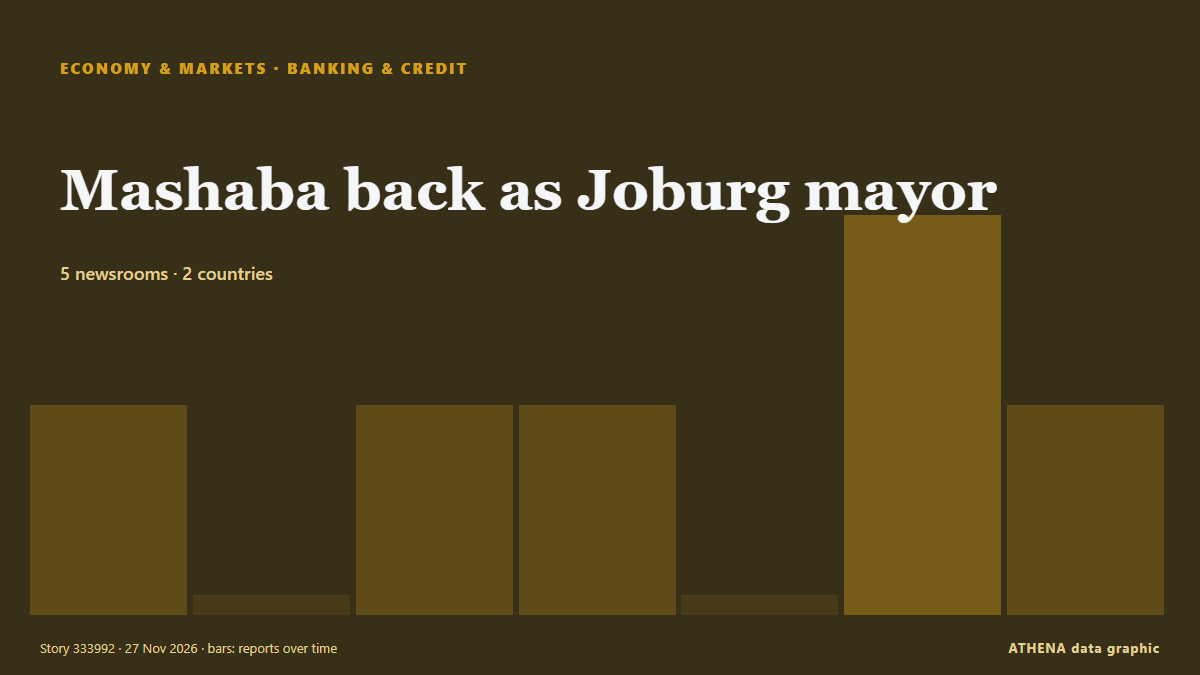 ECONOMY & MARKETS · BANKING & CREDIT
Mashaba back as Joburg mayor
5 newsrooms · 2 countries
Story 333992 · 27 Nov 2026 · bars: reports over time
ATHENA data graphic